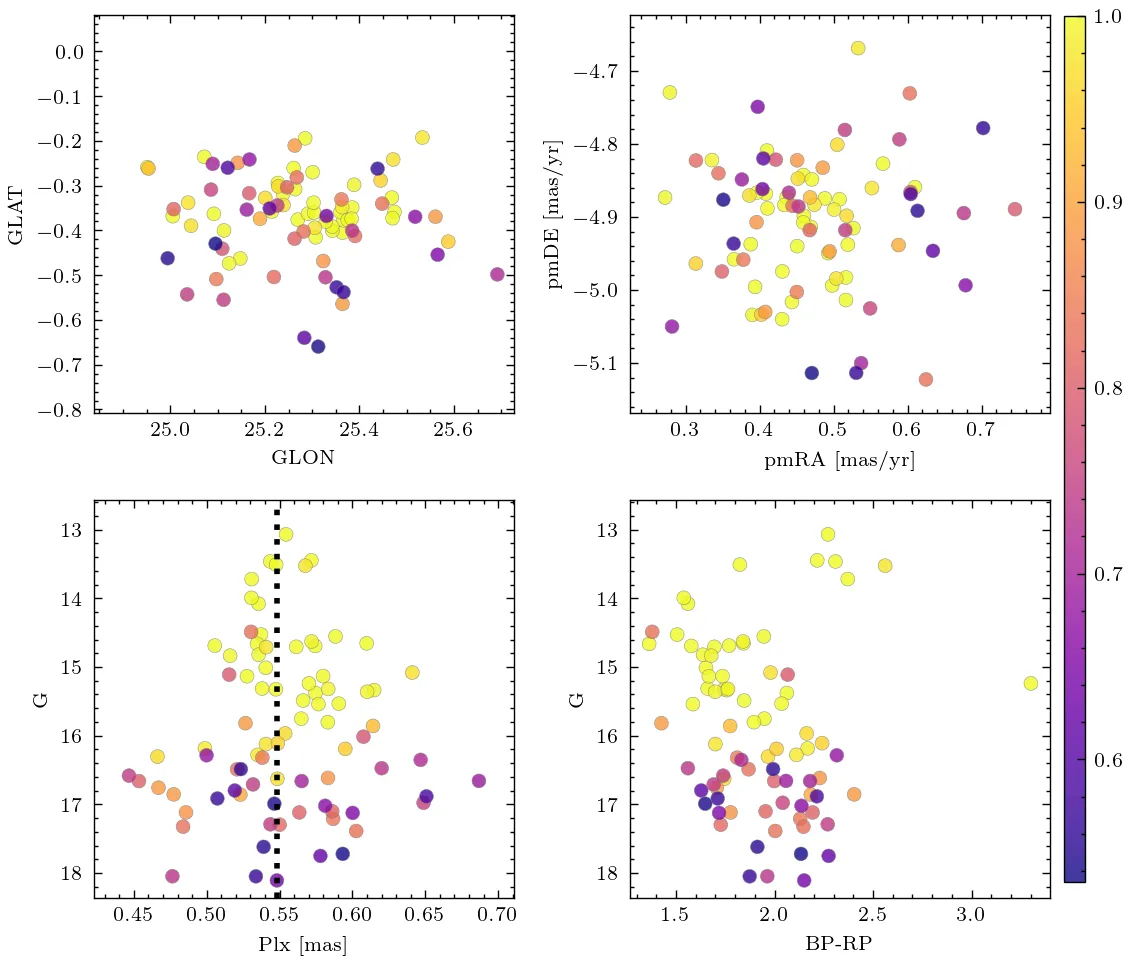 0.0
−0.1
−0.2
−0.3
−0.4
−0.5
−0.6
−0.7
−0.8
GLAT
25.0 25.2 25.4 25.6
GLON
−4.7
−4.8
−4.9
−5.0
−5.1
pmDE [mas/yr]
0.3 0.4 0.5 0.6 0.7
pmRA [mas/yr]
1.0
0.9
0.8
0.7
0.6
13
14
15
16
17
18
G
0.45 0.50 0.55 0.60 0.65 0.70
Plx [mas]
13
14
15
16
17
18
G
1.5 2.0 2.5 3.0
BP-RP